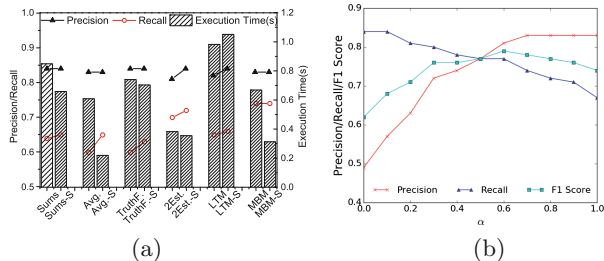 Precision Recall Execution Time(s)
1.0
0.9
0.8
0.7
0.6
0.5
Precision/Recall
1.2
1.0
0.8
0.6
0.4
0.2
0.0
Execution Time(s)
Sums
Sums-S
Avg.
Avg.-S
TruthF.
TruthF.-S
2Est.
2Est.-S
LTM
LTM-S
MBM
MBM-S
(a)
0.9
0.8
0.7
0.6
0.5
0.4
Precision/Recall/F1 Score
Precision Recall F1 Score
0.0 0.2 0.4 0.6 0.8 1.0
α
(b)